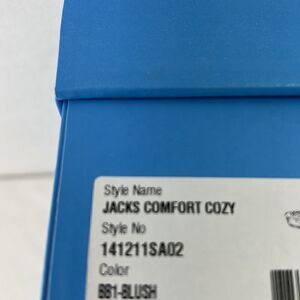 Style Name
JACKS COMFORT COZY
Style No
141211SA02
Color
BB1-BLUSH